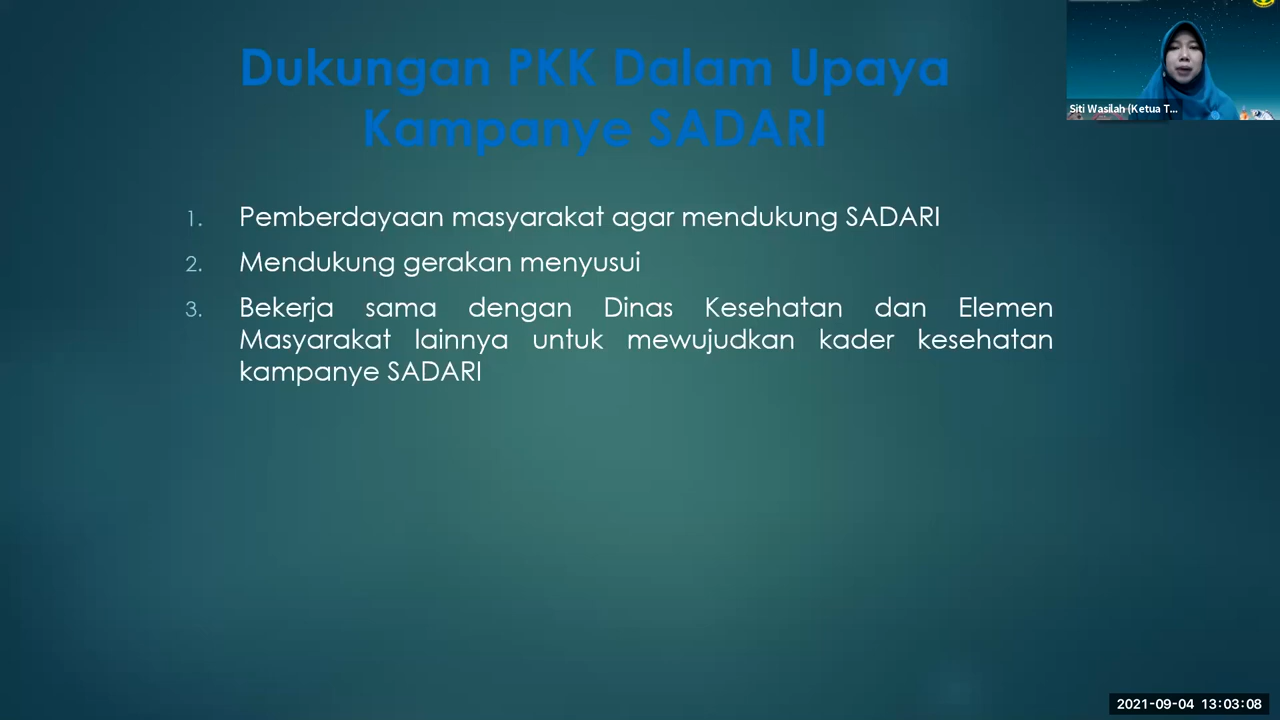 Dukungan PKK Dalam Upaya
Kampanye SADARI
Siti Wasilah (Ketua T...
1. Pemberdayaan masyarakat agar mendukung SADARI
2. Mendukung gerakan menyusui
3. Bekerja sama dengan Dinas Kesehatan dan Elemen
Masyarakat lainnya untuk mewujudkan kader kesehatan
kampanye SADARI
2021-09-04 13:03:08